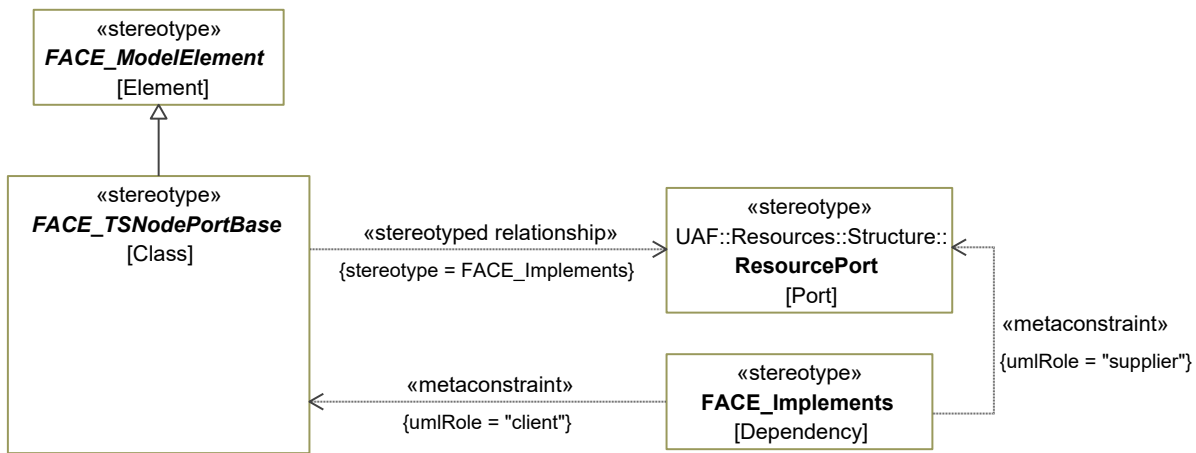 «stereotype»
FACE_ModelElement
[Element]
«stereotype»
FACE_TSNodePortBase
[Class]
«stereotyped relationship»
{stereotype = FACE_Implements}
«stereotype»
UAF::Resources::Structure::
ResourcePort
[Port]
«metaconstraint»
{umlRole = "supplier"}
«metaconstraint»
{umlRole = "client"}
«stereotype»
FACE_Implements
[Dependency]